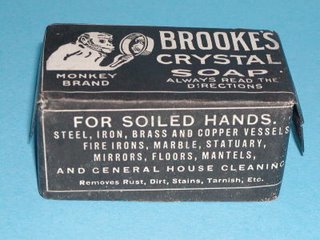 BROOKE'S
CRYSTAL
SOAP
ALWAYS READ THE
DIRECTIONS
MONKEY
BRAND
FOR SOILED HANDS.
STEEL, IRON, BRASS AND COPPER VESSELS
FIRE IRONS, MARBLE, STATUARY,
MIRRORS, FLOORS, MANTELS,
AND GENERAL HOUSE CLEANING
Removes Rust, Dirt, Stains, Tarnish, Etc.